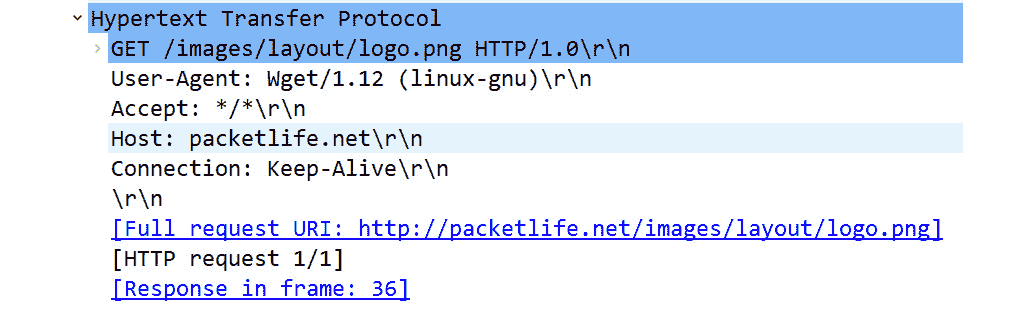 Hypertext Transfer Protocol
GET /images/layout/logo.png HTTP/1.0\r\n
User-Agent: Wget/1.12 (linux-gnu)\r\n
Accept: */*\r\n
Host: packetlife.net\r\n
Connection: Keep-Alive\r\n
\r\n
[Full request URI: http://packetlife.net/images/layout/logo.png]
[HTTP request 1/1]
[Response in frame: 36]